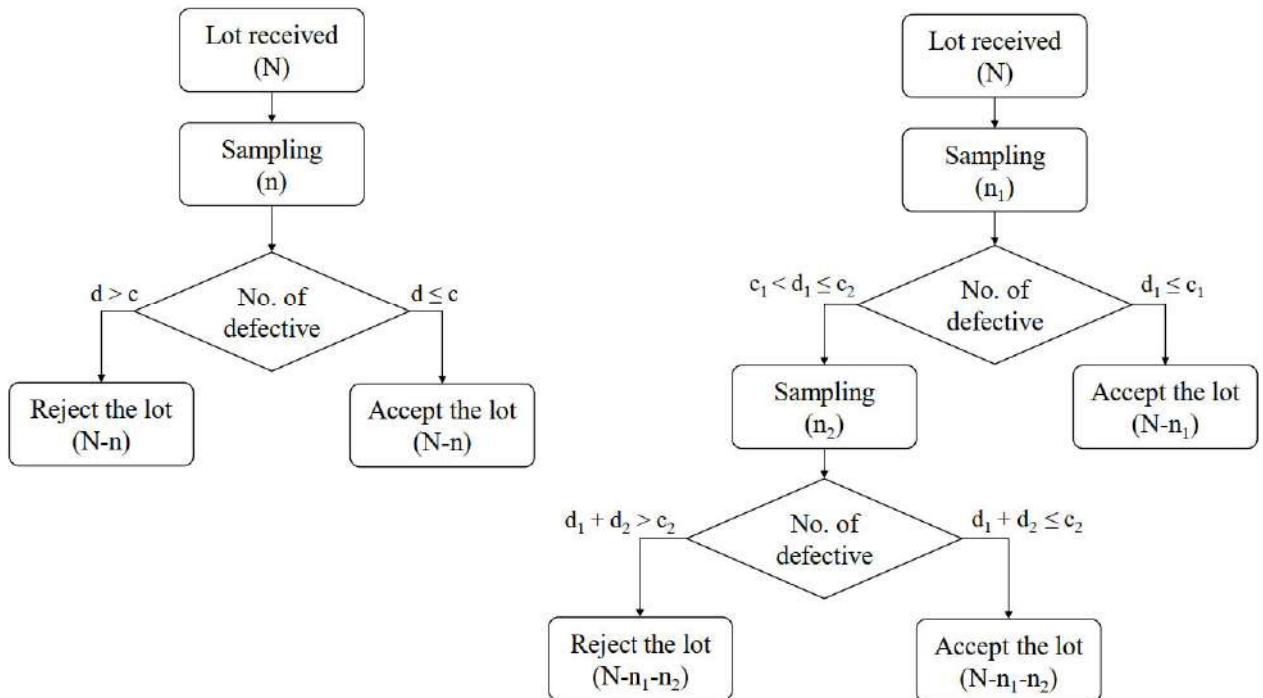 Lot received
(N)
Sampling
(n)
d > c
No. of
defective
d ≤ c
Reject the lot
(N-n)
Accept the lot
(N-n)
Lot received
(N)
Sampling
(n₁)
c₁ < d₁ ≤ c₂
No. of
defective
d₁ ≤ c₁
Sampling
(n₂)
Accept the lot
(N-n₁)
d₁ + d₂ > c₂
No. of
defective
d₁ + d₂ ≤ c₂
Reject the lot
(N-n₁-n₂)
Accept the lot
(N-n₁-n₂)